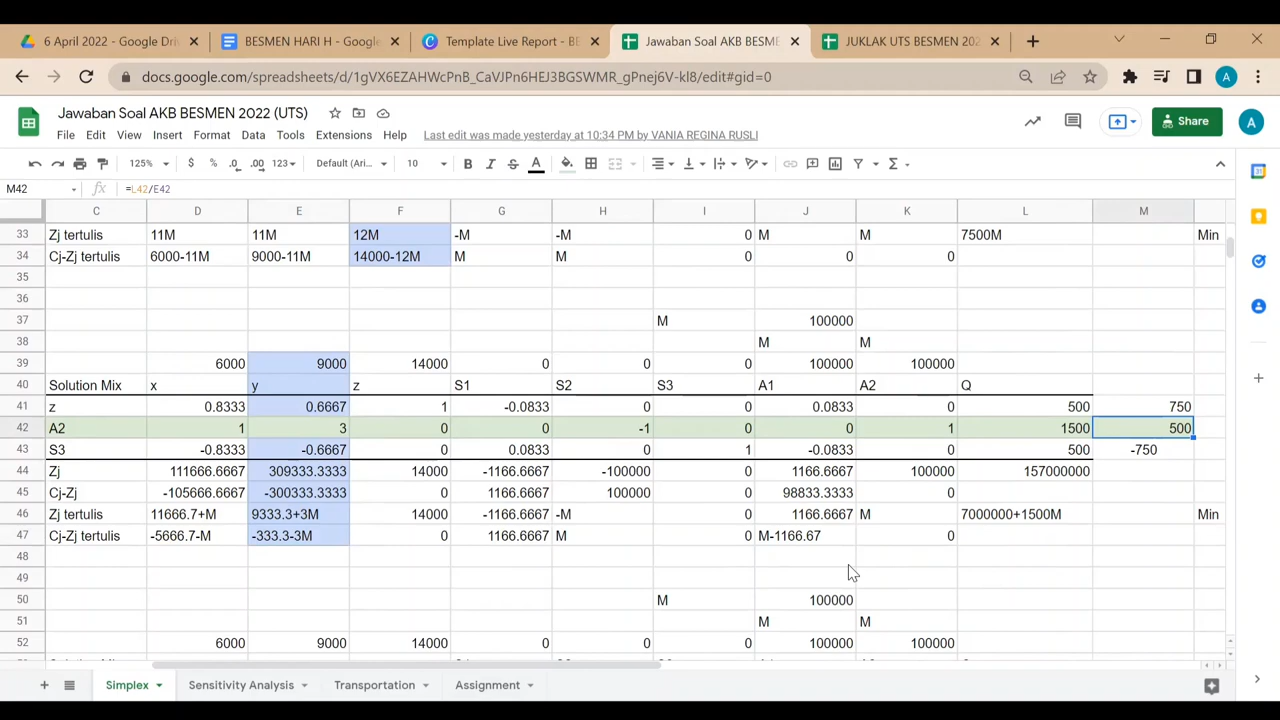 6 April 2022 - Google Dri
BESMEN HARI H - Google
Template Live Report - BE
Jawaban Soal AKB BESME
JUKLAK UTS BESMEN 202
docs.google.com/spreadsheets/d/1gVX6EZAHWcPnB_CaVJPn6HEJ3BGSWMR_gPnej6V-kI8/edit#gid=0
A
Jawaban Soal AKB BESMEN 2022 (UTS)
Share
A
File Edit View Insert Format Data Tools Extensions Help Last edit was made yesterday at 10:34 PM by VANIA REGINA RUSLI
125% $ % .0 .00 123 Default (Ari... 10 B I S A
M42 fx =L42/E42
C D E F G H I J K L M
33 Zj tertulis 11M 11M 12M -M -M 0 M M 7500M Min
34 Cj-Zj tertulis 6000-11M 9000-11M 14000-12M M M 0 0 0
35
36
37 M 100000
38 M M
39 6000 9000 14000 0 0 0 100000 100000
40 Solution Mix x y z S1 S2 S3 A1 A2 Q
41 z 0.8333 0.6667 1 -0.0833 0 0 0.0833 0 500 750
42 A2 1 3 0 0 -1 0 0 1 1500 500
43 S3 -0.8333 -0.6667 0 0.0833 0 1 -0.0833 0 500 -750
44 Zj 111666.6667 309333.3333 14000 -1166.6667 -100000 0 1166.6667 100000 157000000
45 Cj-Zj -105666.6667 -300333.3333 0 1166.6667 100000 0 98833.3333 0
46 Zj tertulis 11666.7+M 9333.3+3M 14000 -1166.6667 -M 0 1166.6667 M 7000000+1500M Min
47 Cj-Zj tertulis -5666.7-M -333.3-3M 0 1166.6667 M 0 M-1166.67 0
48
49
50 M 100000
51 M M
52 6000 9000 14000 0 0 0 100000 100000
Simplex Sensitivity Analysis Transportation Assignment